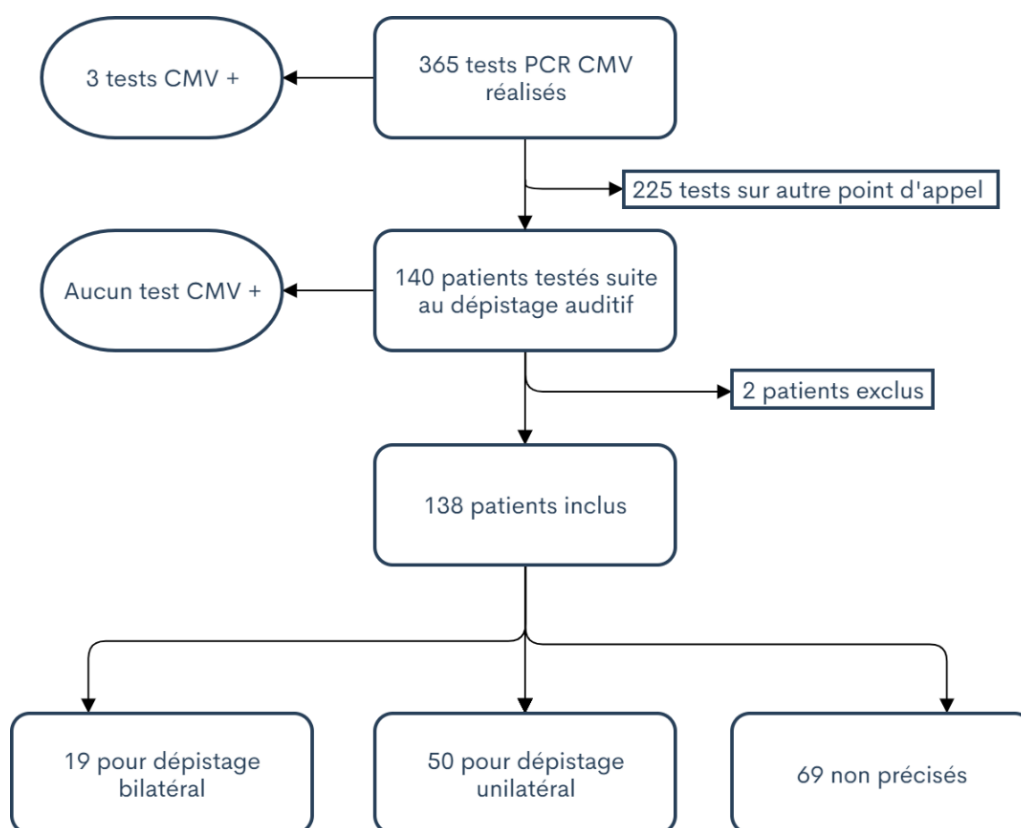 3 tests CMV +
365 tests PCR CMV
réalisés
225 tests sur autre point d'appel
Aucun test CMV +
140 patients testés suite
au dépistage auditif
2 patients exclus
138 patients inclus
19 pour dépistage
bilatéral
50 pour dépistage
unilatéral
69 non précisés